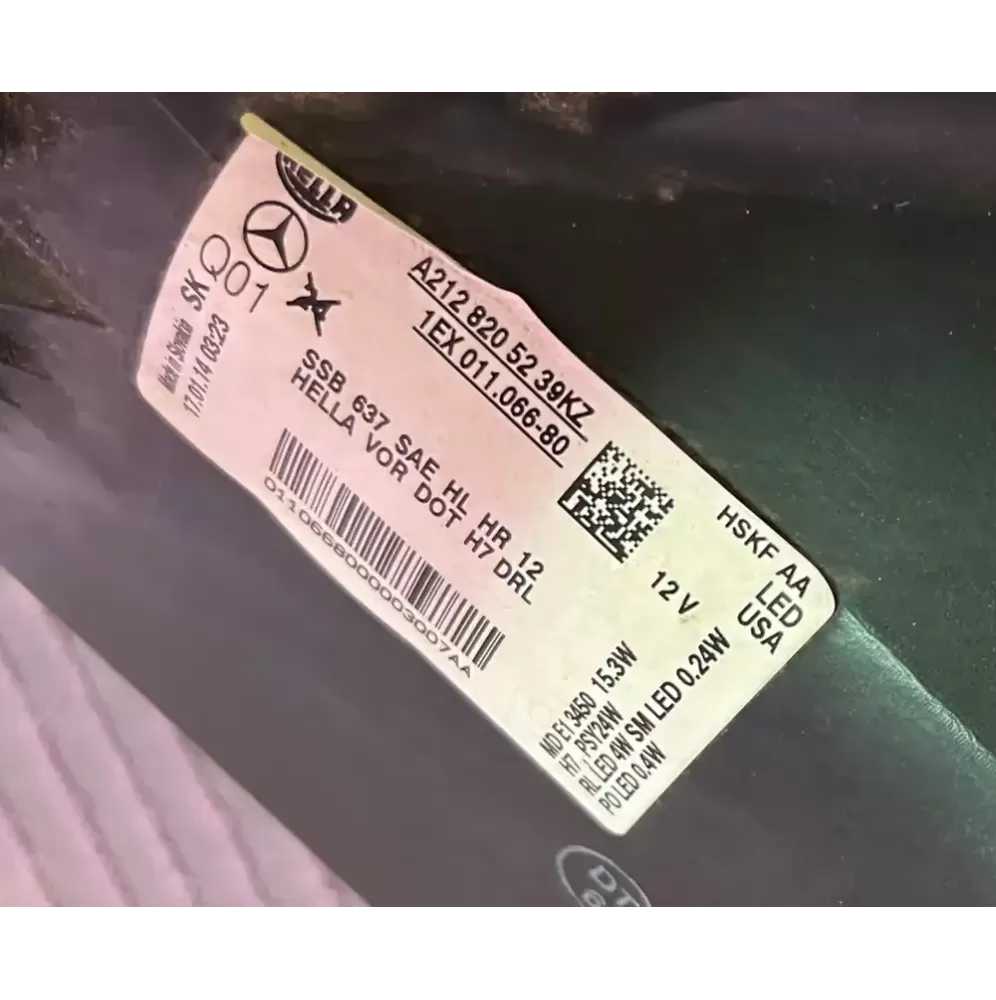 HELLA
Q01
SK
Made in Slovakia
17.01.14 03:23
A212 820 52 39KZ
1EX 011.066-80
SSB 637 SAE HL HR 12
HELLA VOR DOT H7 DRL
01106680000003007AA
HSKF AA
LED
USA
12 V
MD E1 3450 15.3W
H7 PSY24W
RL LED 4W SM LED 0.24W
PO LED 0.4W